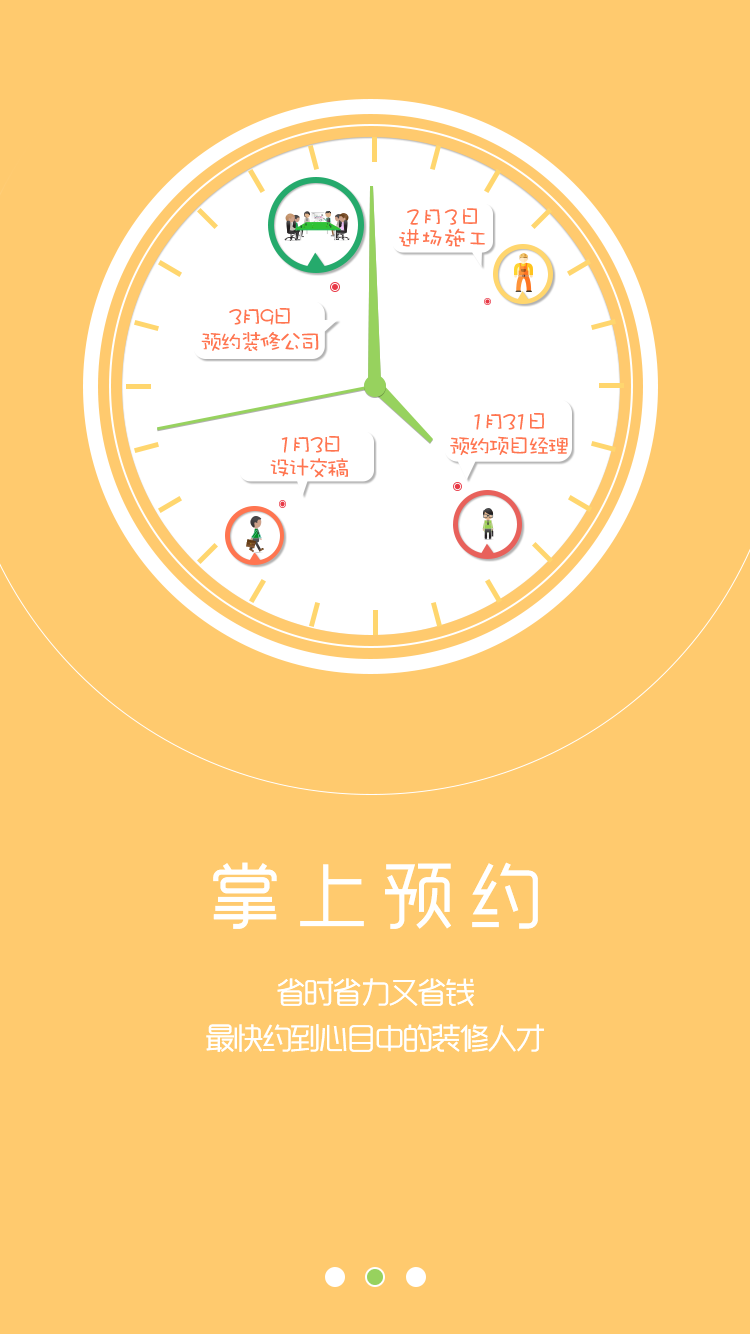 2月3日
进场施工
3月9日
预约装修公司
1月31日
预约项目经理
1月3日
设计交稿
掌上预约
省时省力又省钱
最快约到心目中的装修人才